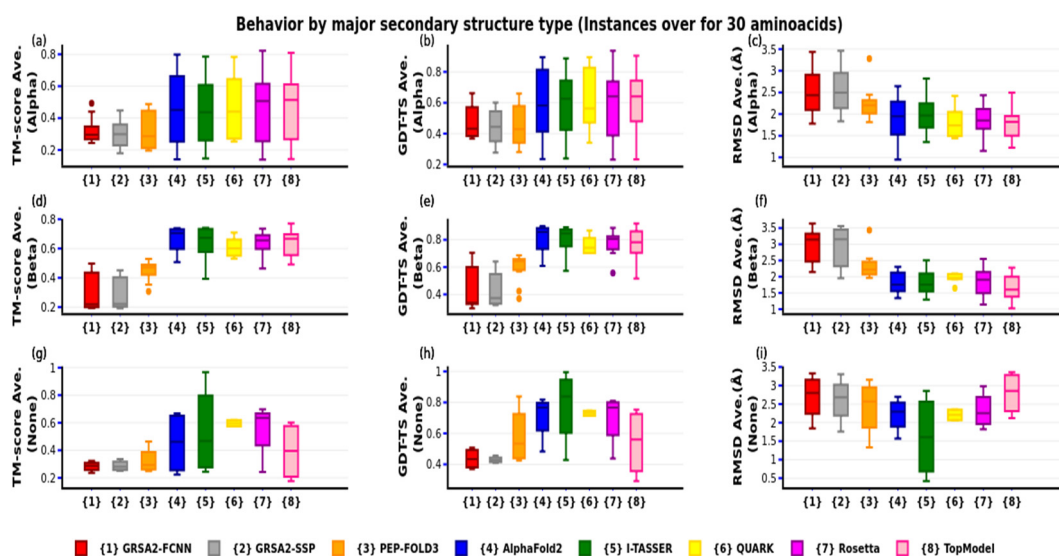 Behavior by major secondary structure type (Instances over for 30 aminoacids)
(a)
TM-score Ave.
(Alpha)
0.8
0.6
0.4
0.2
{1} {2} {3} {4} {5} {6} {7} {8}
(b)
GDT-TS Ave.
(Alpha)
0.8
0.6
0.4
0.2
{1} {2} {3} {4} {5} {6} {7} {8}
(c)
RMSD Ave.(Å)
(Alpha)
3.5
3
2.5
2
1.5
1
{1} {2} {3} {4} {5} {6} {7} {8}
(d)
TM-score Ave.
(Beta)
0.8
0.6
0.4
0.2
{1} {2} {3} {4} {5} {6} {7} {8}
(e)
GDT-TS Ave.
(Beta)
0.8
0.6
0.4
{1} {2} {3} {4} {5} {6} {7} {8}
(f)
RMSD Ave.(Å)
(Beta)
3.5
3
2.5
2
1.5
1
{1} {2} {3} {4} {5} {6} {7} {8}
(g)
TM-score Ave.
(None)
1
0.8
0.6
0.4
0.2
{1} {2} {3} {4} {5} {6} {7} {8}
(h)
GDT-TS Ave.
(None)
1
0.8
0.6
0.4
{1} {2} {3} {4} {5} {6} {7} {8}
(i)
RMSD Ave.(Å)
(None)
3.5
3
2.5
2
1.5
1
0.5
{1} {2} {3} {4} {5} {6} {7} {8}
{1} GRSA2-FCNN {2} GRSA2-SSP {3} PEP-FOLD3 {4} AlphaFold2 {5} I-TASSER {6} QUARK {7} Rosetta {8} TopModel